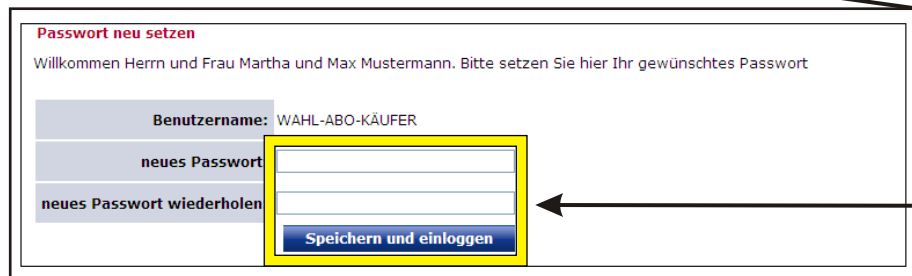 Passwort neu setzen
Willkommen Herrn und Frau Martha und Max Mustermann. Bitte setzen Sie hier Ihr gewünschtes Passwort
Benutzername: WAHL-ABO-KÄUFER
neues Passwort
neues Passwort wiederholen
Speichern und einloggen